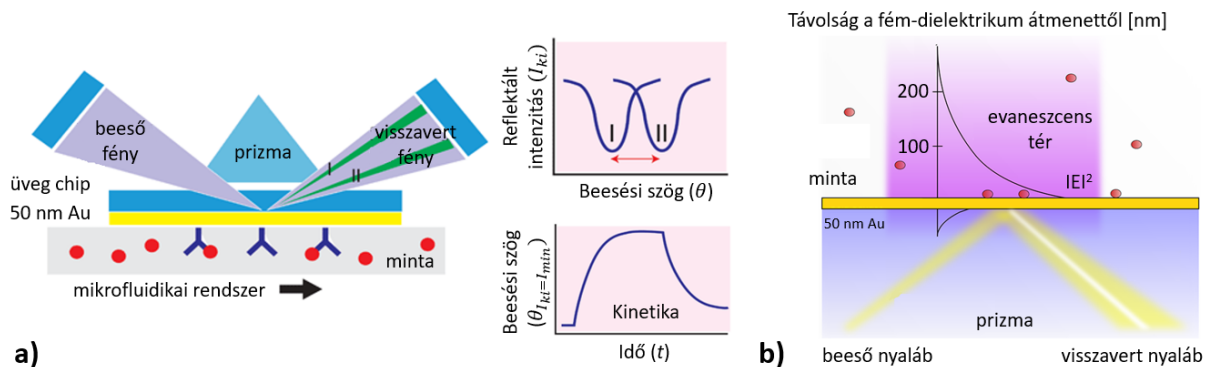 beeső
fény
prizma
visszavert
fény
I
II
üveg chip
50 nm Au
minta
mikrofluidikai rendszer
a)
Reflektált
intenzitás (I_ki)
I
II
Beesési szög (θ)
Beesési szög
(θ_{I_ki=I_min})
Kinetika
Idő (t)
Távolság a fém-dielektrikum átmenettől [nm]
200
100
evaneszcens
tér
IEI²
minta
50 nm Au
prizma
b)
beeső nyaláb
visszavert nyaláb